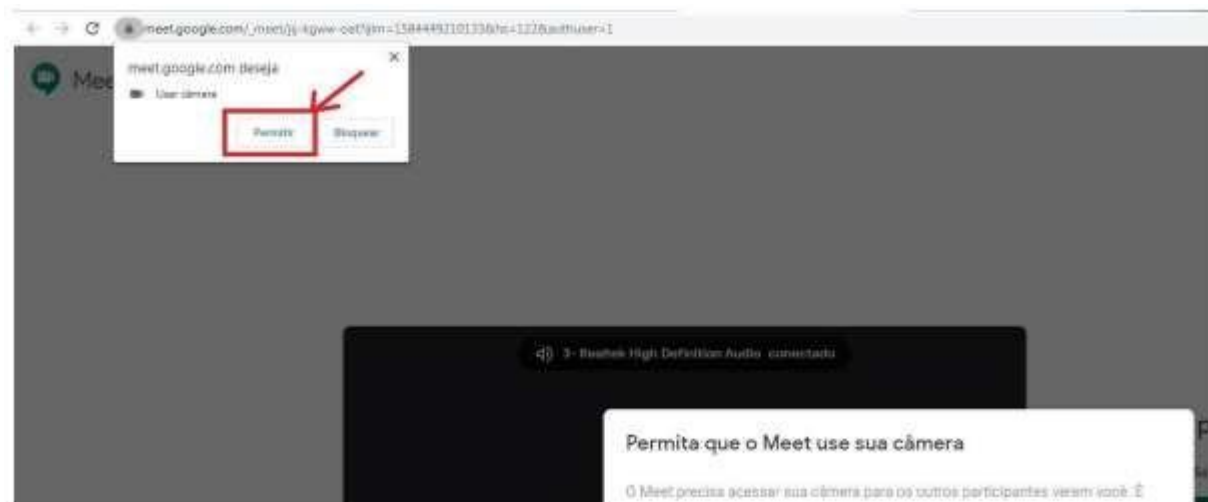 meet.google.com/
Meet
meet.google.com deseja
Usar câmera
Permitir Bloquear
3- Realtek High Definition Audio conectado
Permita que o Meet use sua câmera
O Meet precisa acessar sua câmera para os outros participantes verem você. É